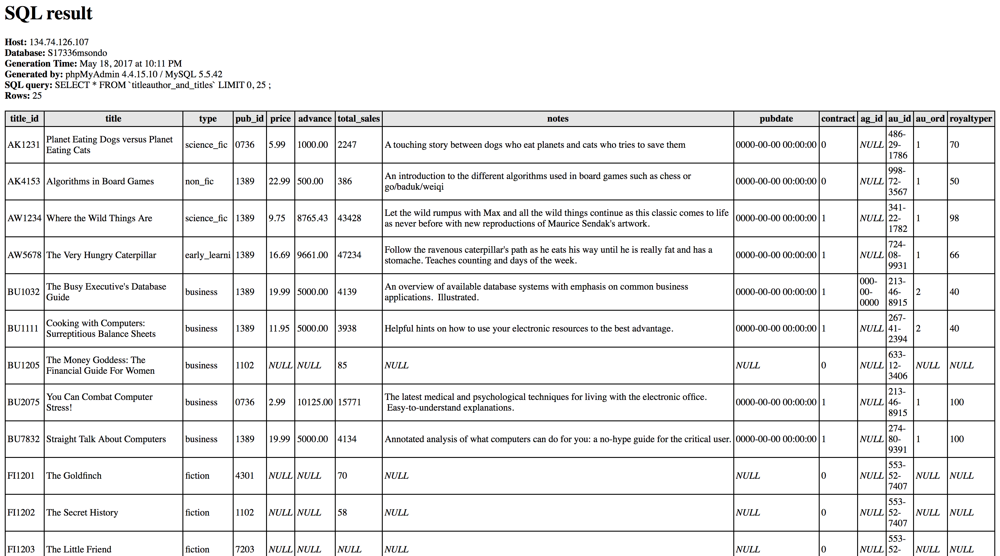 SQL result
Host: 134.74.126.107
Database: S17336msondo
Generation Time: May 18, 2017 at 10:11 PM
Generated by: phpMyAdmin 4.4.15.10 / MySQL 5.5.42
SQL query: SELECT * FROM `titleauthor_and_titles` LIMIT 0, 25 ;
Rows: 25
title_id title type pub_id price advance total_sales notes pubdate contract ag_id au_id au_ord royaltyper
AK1231 Planet Eating Dogs versus Planet Eating Cats science_fic 0736 5.99 1000.00 2247 A touching story between dogs who eat planets and cats who tries to save them 0000-00-00 00:00:00 0 NULL 486-29-1786 1 70
AK4153 Algorithms in Board Games non_fic 1389 22.99 500.00 386 An introduction to the different algorithms used in board games such as chess or go/baduk/weiqi 0000-00-00 00:00:00 0 NULL 998-72-3567 1 50
AW1234 Where the Wild Things Are science_fic 1389 9.75 8765.43 43428 Let the wild rumpus with Max and all the wild things continue as this classic comes to life as never before with new reproductions of Maurice Sendak's artwork. 0000-00-00 00:00:00 1 NULL 341-22-1782 1 98
AW5678 The Very Hungry Caterpillar early_learni 1389 16.69 9661.00 47234 Follow the ravenous caterpillar's path as he eats his way until he is really fat and has a stomache. Teaches counting and days of the week. 0000-00-00 00:00:00 1 NULL 724-08-9931 1 66
BU1032 The Busy Executive's Database Guide business 1389 19.99 5000.00 4139 An overview of available database systems with emphasis on common business applications.  Illustrated. 0000-00-00 00:00:00 1 000-00-0000 213-46-8915 2 40
BU1111 Cooking with Computers: Surreptitious Balance Sheets business 1389 11.95 5000.00 3938 Helpful hints on how to use your electronic resources to the best advantage. 0000-00-00 00:00:00 1 NULL 267-41-2394 2 40
BU1205 The Money Goddess: The Financial Guide For Women business 1102 NULL NULL 85 NULL NULL 0 NULL 633-12-3406 NULL NULL
BU2075 You Can Combat Computer Stress! business 0736 2.99 10125.00 15771 The latest medical and psychological techniques for living with the electronic office.  Easy-to-understand explanations. 0000-00-00 00:00:00 1 NULL 213-46-8915 1 100
BU7832 Straight Talk About Computers business 1389 19.99 5000.00 4134 Annotated analysis of what computers can do for you: a no-hype guide for the critical user. 0000-00-00 00:00:00 1 NULL 274-80-9391 1 100
FI1201 The Goldfinch fiction 4301 NULL NULL 70 NULL NULL 0 NULL 553-52-7407 NULL NULL
FI1202 The Secret History fiction 1102 NULL NULL 58 NULL NULL 0 NULL 553-52-7407 NULL NULL
FI1203 The Little Friend fiction 7203 NULL NULL NULL NULL NULL 0 NULL 553-52- NULL NULL